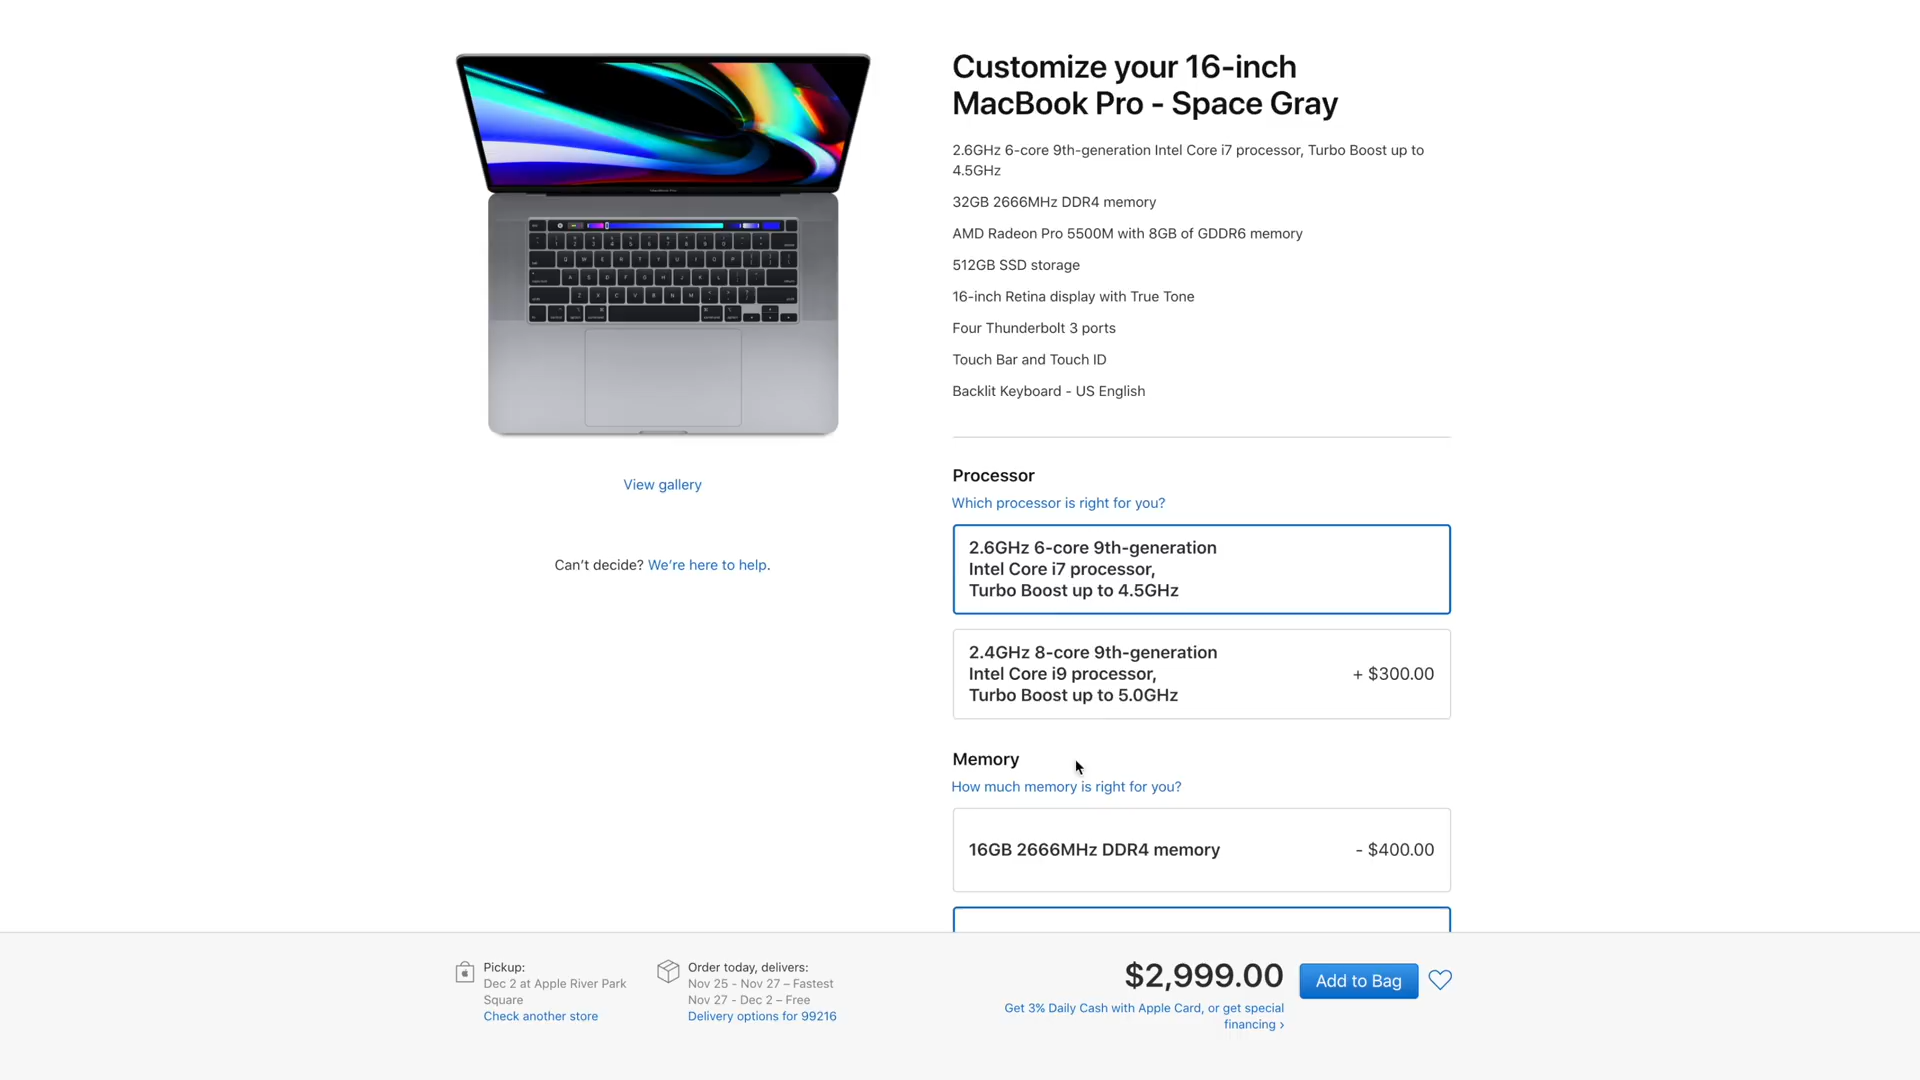 Customize your 16-inch
MacBook Pro - Space Gray
2.6GHz 6-core 9th-generation Intel Core i7 processor, Turbo Boost up to
4.5GHz
32GB 2666MHz DDR4 memory
AMD Radeon Pro 5500M with 8GB of GDDR6 memory
512GB SSD storage
16-inch Retina display with True Tone
Four Thunderbolt 3 ports
Touch Bar and Touch ID
Backlit Keyboard - US English
View gallery
Can’t decide? We’re here to help.
Processor
Which processor is right for you?
2.6GHz 6-core 9th-generation
Intel Core i7 processor,
Turbo Boost up to 4.5GHz
2.4GHz 8-core 9th-generation
Intel Core i9 processor,
Turbo Boost up to 5.0GHz
+ $300.00
Memory
How much memory is right for you?
16GB 2666MHz DDR4 memory
- $400.00
Pickup:
Dec 2 at Apple River Park
Square
Check another store
Order today, delivers:
Nov 25 - Nov 27 – Fastest
Nov 27 - Dec 2 – Free
Delivery options for 99216
$2,999.00
Add to Bag
Get 3% Daily Cash with Apple Card, or get special
financing ›